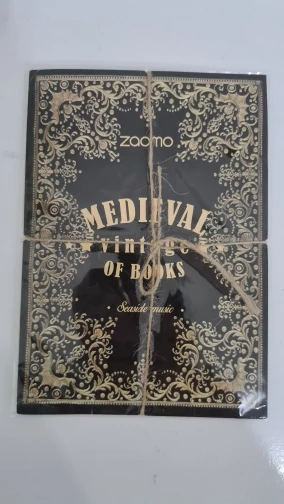 zaomo
MEDIEVAL
vintage
OF BOOKS
Seaside music